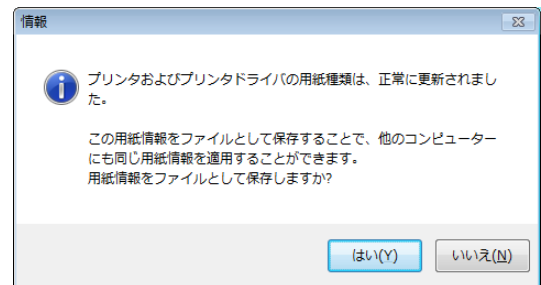 情報
プリンタおよびプリンタドライバの用紙種類は、正常に更新されまし
た。
この用紙情報をファイルとして保存することで、他のコンピューター
にも同じ用紙情報を適用することができます。
用紙情報をファイルとして保存しますか?
はい(Y) いいえ(N)